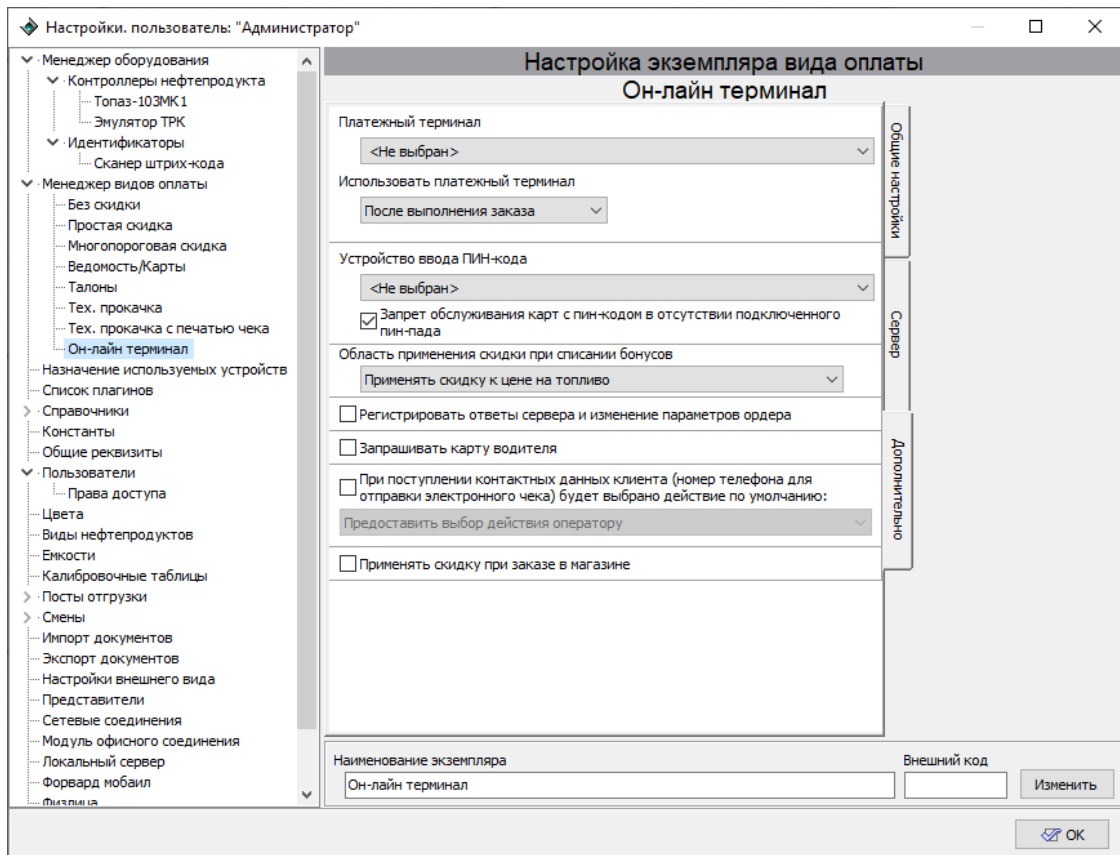 Настройки. пользователь: "Администратор"
Менеджер оборудования
Контроллеры нефтепродукта
Топаз-103МК1
Эмулятор ТРК
Идентификаторы
Сканер штрих-кода
Менеджер видов оплаты
Без скидки
Простая скидка
Многопороговая скидка
Ведомость/Карты
Талоны
Тех. прокачка
Тех. прокачка с печатью чека
Он-лайн терминал
Назначение используемых устройств
Список плагинов
Справочники
Константы
Общие реквизиты
Пользователи
Права доступа
Цвета
Виды нефтепродуктов
Емкости
Калибровочные таблицы
Посты отгрузки
Смены
Импорт документов
Экспорт документов
Настройки внешнего вида
Представители
Сетевые соединения
Модуль офисного соединения
Локальный сервер
Форвард мобаил
Физлица
Настройка экземпляра вида оплаты
Он-лайн терминал
Платежный терминал
<Не выбран>
Использовать платежный терминал
После выполнения заказа
Устройство ввода ПИН-кода
<Не выбран>
Запрет обслуживания карт с пин-кодом в отсутствии подключенного
пин-пада
Область применения скидки при списании бонусов
Применять скидку к цене на топливо
Регистрировать ответы сервера и изменение параметров ордера
Запрашивать карту водителя
При поступлении контактных данных клиента (номер телефона для
отправки электронного чека) будет выбрано действие по умолчанию:
Предоставить выбор действия оператору
Применять скидку при заказе в магазине
Общие настройки
Сервер
Дополнительно
Наименование экземпляра
Внешний код
Он-лайн терминал
Изменить
OK